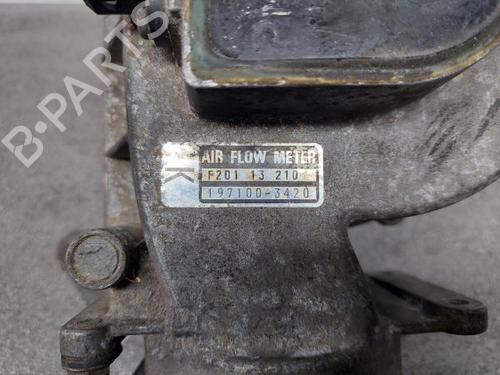 B-PARTS
AIR FLOW METER
F201 13 210
197100-3420